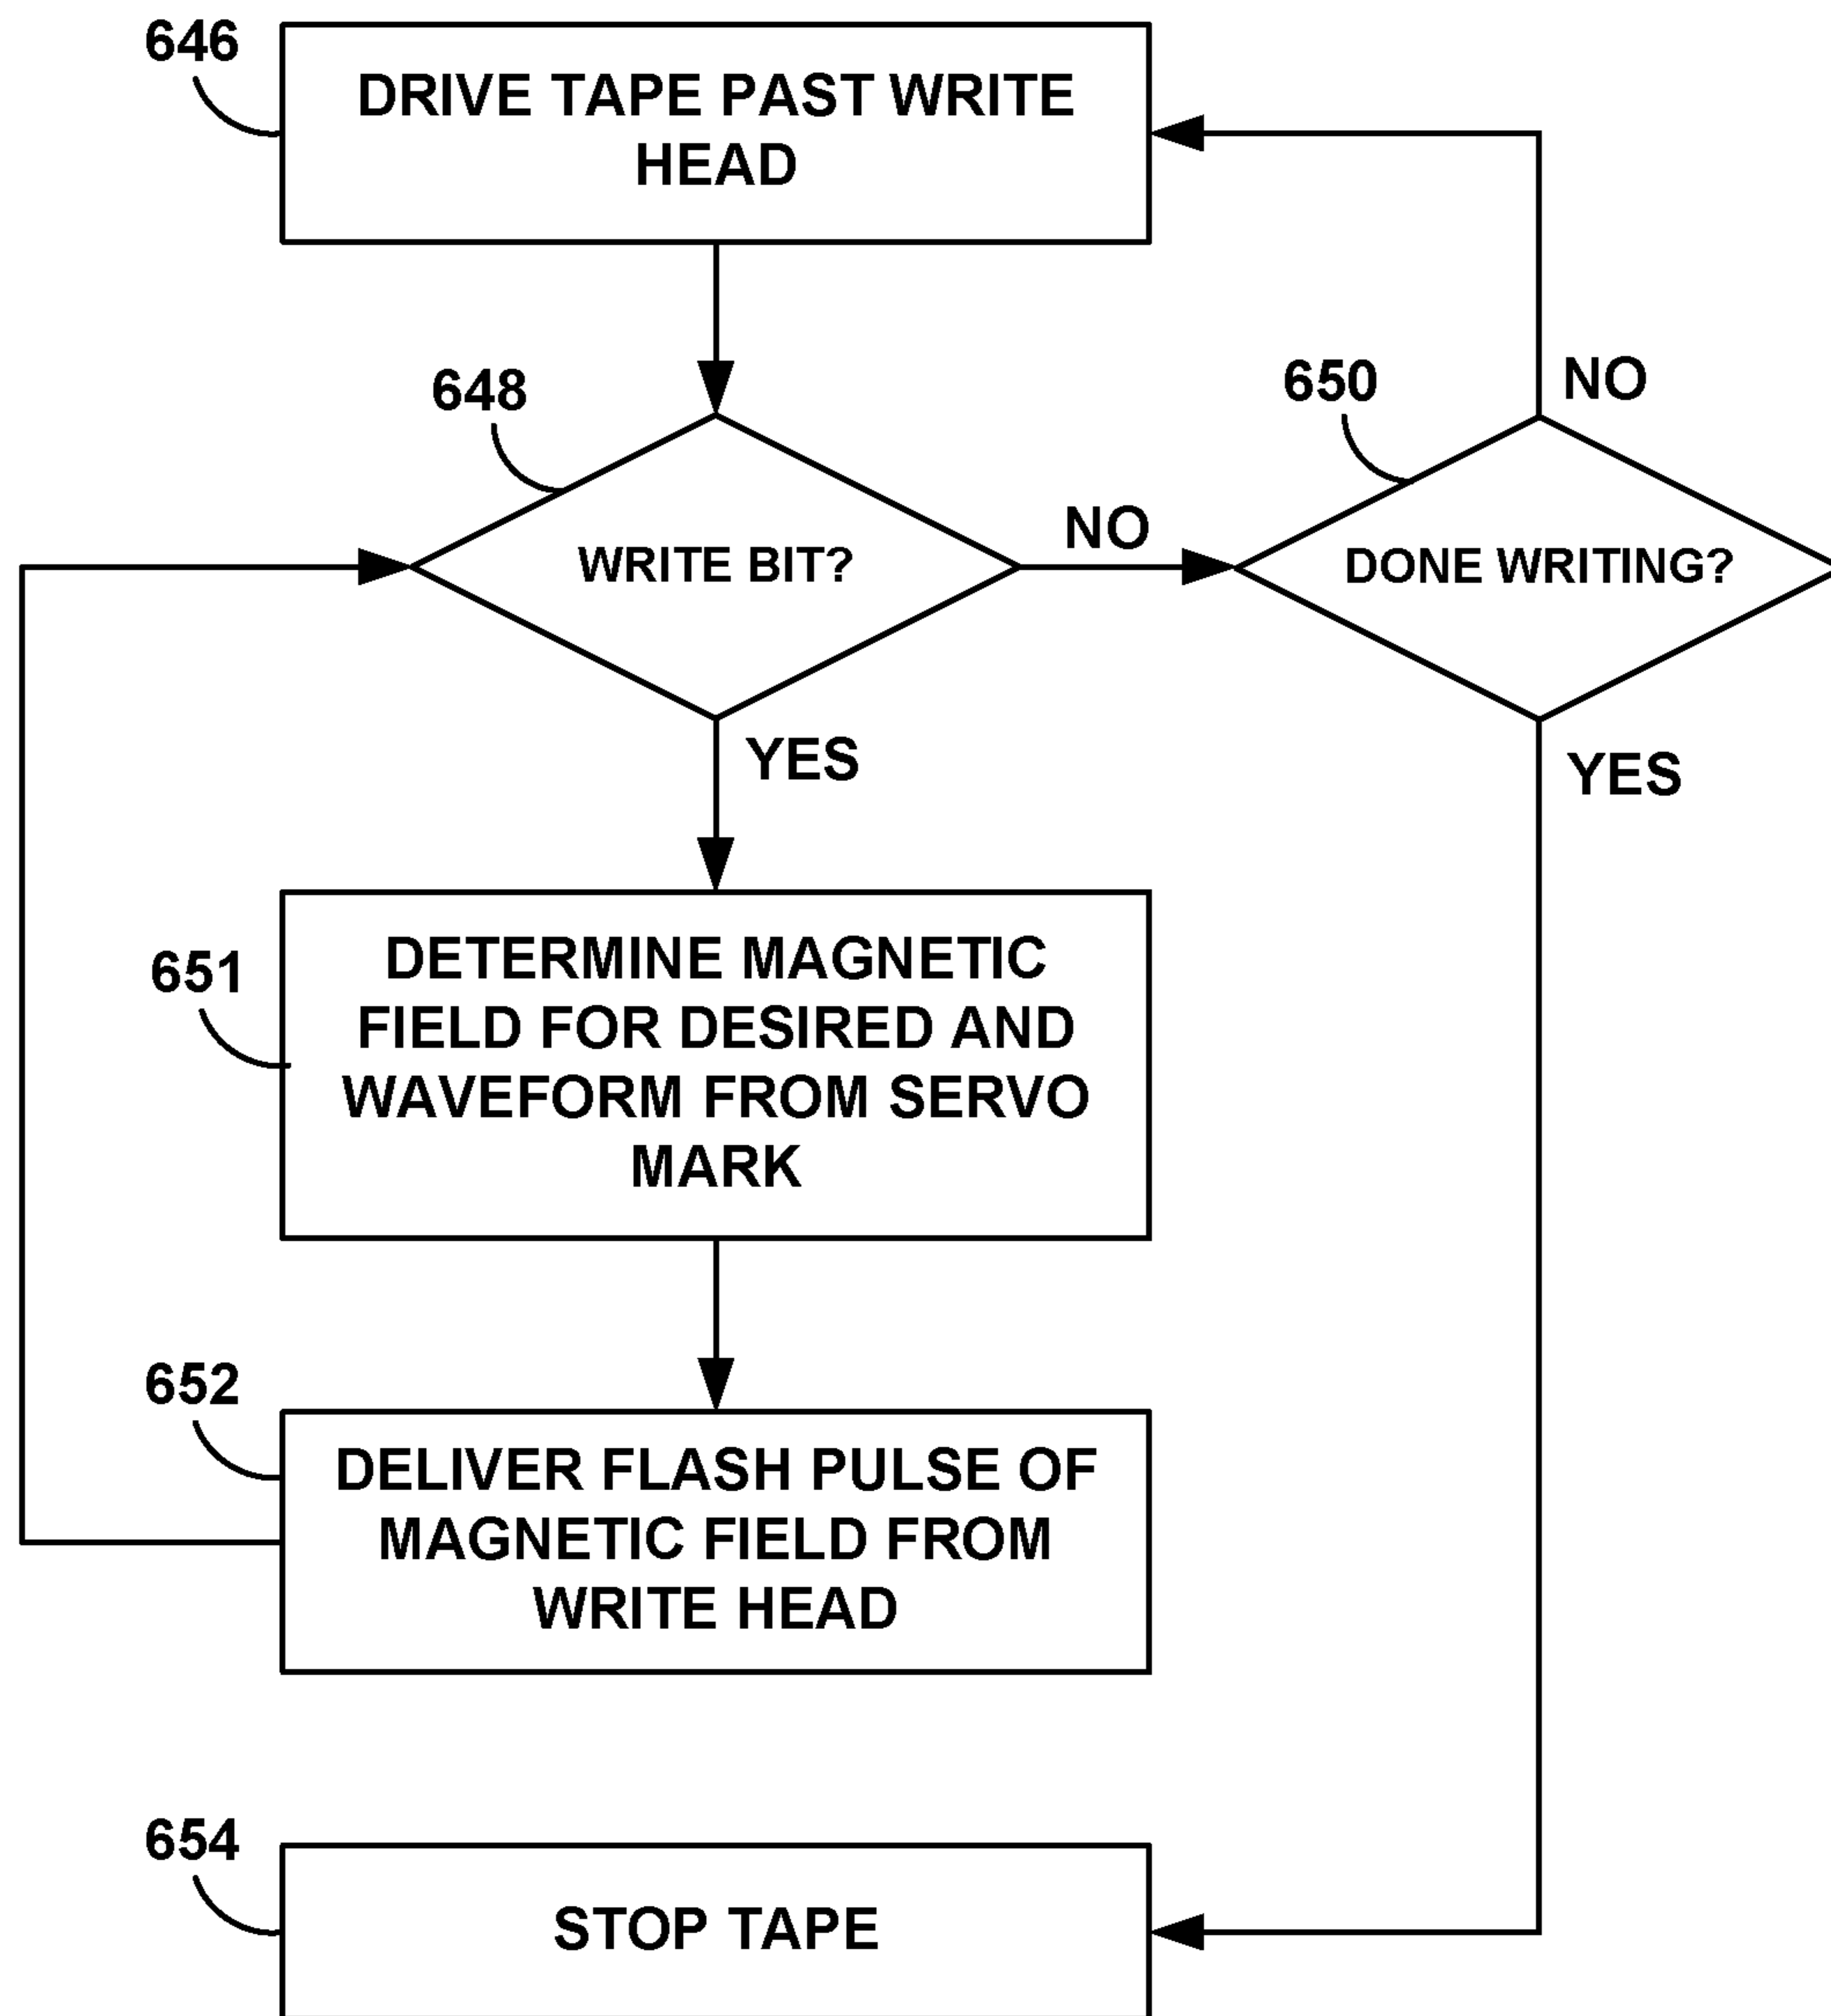 646
DRIVE TAPE PAST WRITE
HEAD
648
WRITE BIT?
NO
650
NO
DONE WRITING?
YES
YES
651
DETERMINE MAGNETIC
FIELD FOR DESIRED AND
WAVEFORM FROM SERVO
MARK
652
DELIVER FLASH PULSE OF
MAGNETIC FIELD FROM
WRITE HEAD
654
STOP TAPE